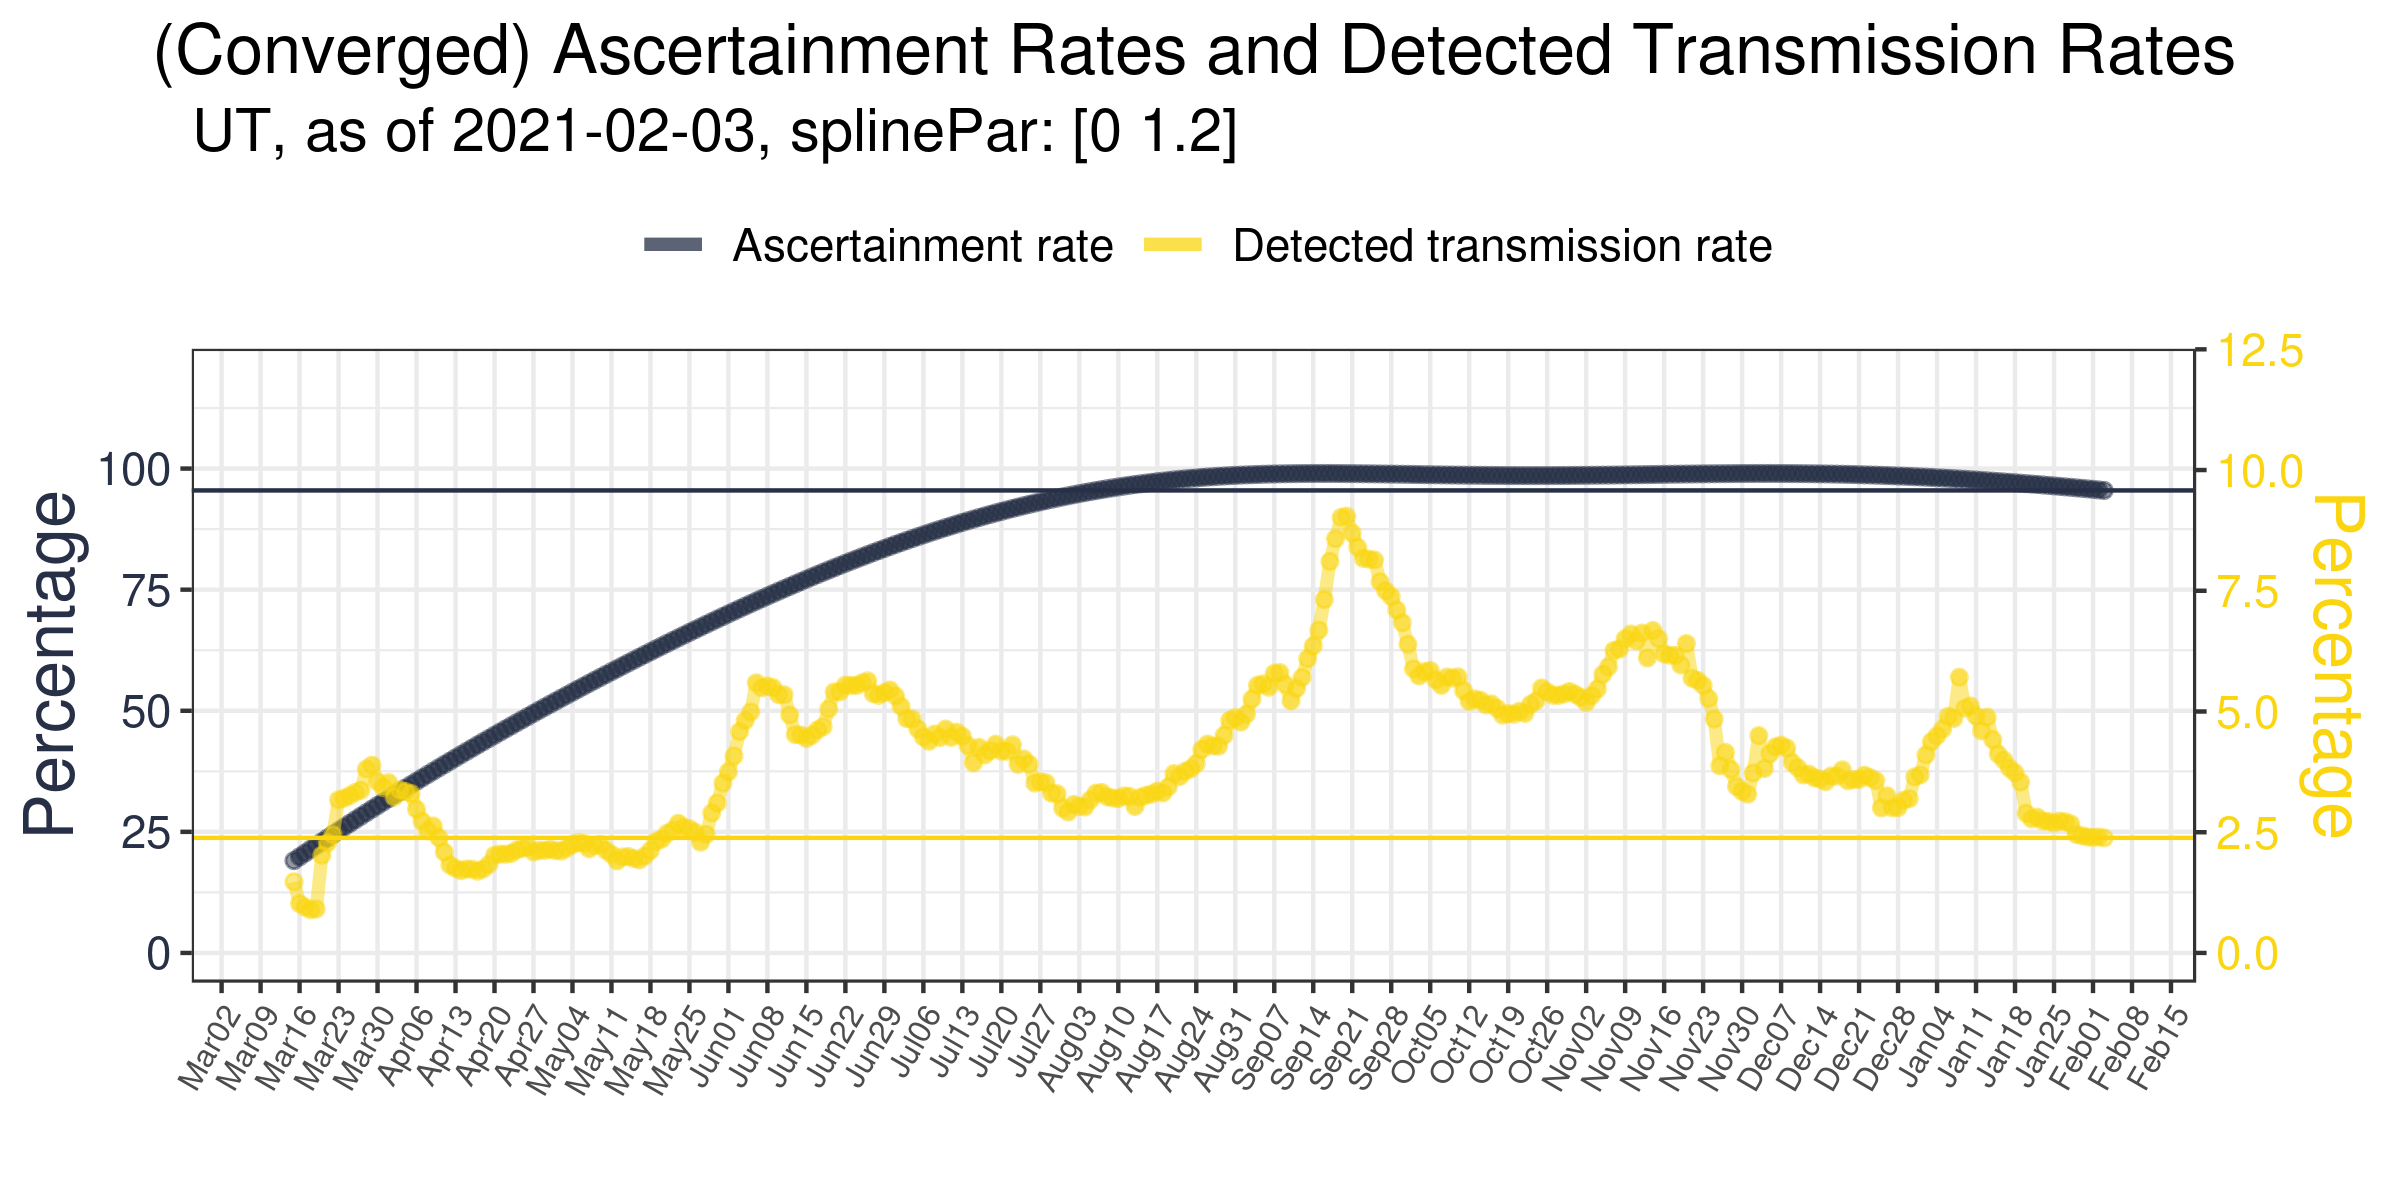 (Converged) Ascertainment Rates and Detected Transmission Rates
UT, as of 2021-02-03, splinePar: [0 1.2]
Ascertainment rate
Detected transmission rate
Percentage
100
75
50
25
0
12.5
10.0
7.5
5.0
2.5
0.0
Percentage
Mar02
Mar09
Mar16
Mar23
Mar30
Apr06
Apr13
Apr20
Apr27
May04
May11
May18
May25
Jun01
Jun08
Jun15
Jun22
Jun29
Jul06
Jul13
Jul20
Jul27
Aug03
Aug10
Aug17
Aug24
Aug31
Sep07
Sep14
Sep21
Sep28
Oct05
Oct12
Oct19
Oct26
Nov02
Nov09
Nov16
Nov23
Nov30
Dec07
Dec14
Dec21
Dec28
Jan04
Jan11
Jan18
Jan25
Feb01
Feb08
Feb15